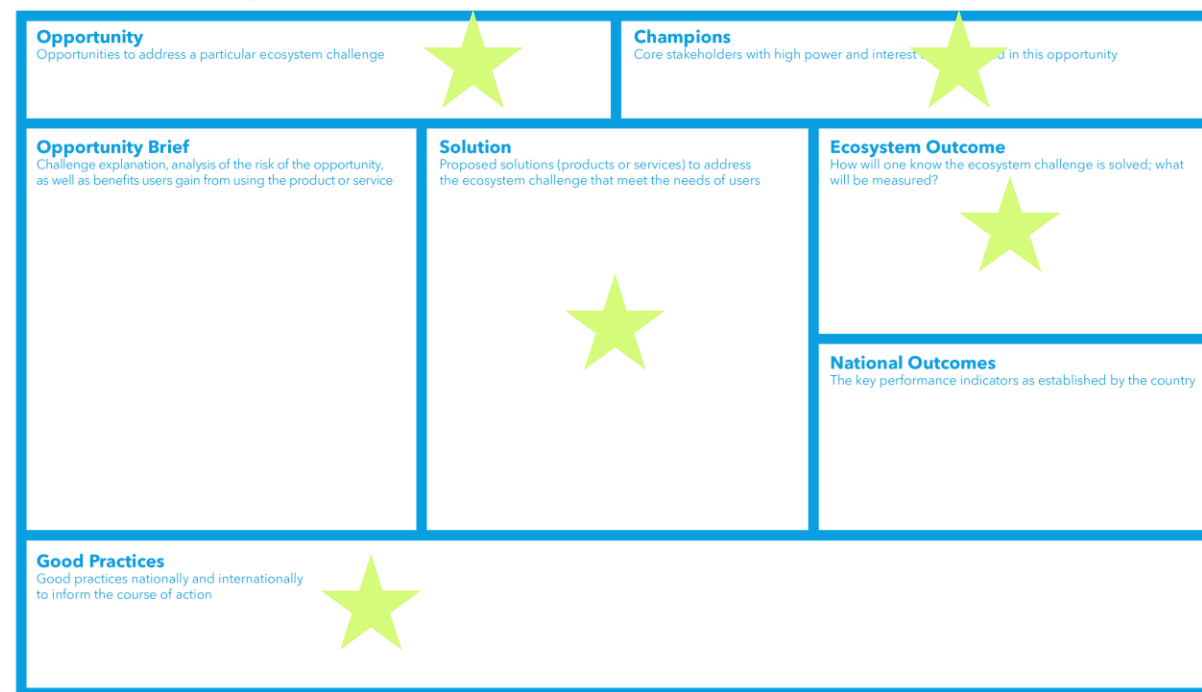 Opportunity
Opportunities to address a particular ecosystem challenge
Champions
Core stakeholders with high power and interest in this opportunity
Opportunity Brief
Challenge explanation, analysis of the risk of the opportunity,
as well as benefits users gain from using the product or service
Solution
Proposed solutions (products or services) to address
the ecosystem challenge that meet the needs of users
Ecosystem Outcome
How will one know the ecosystem challenge is solved; what
will be measured?
National Outcomes
The key performance indicators as established by the country
Good Practices
Good practices nationally and internationally
to inform the course of action